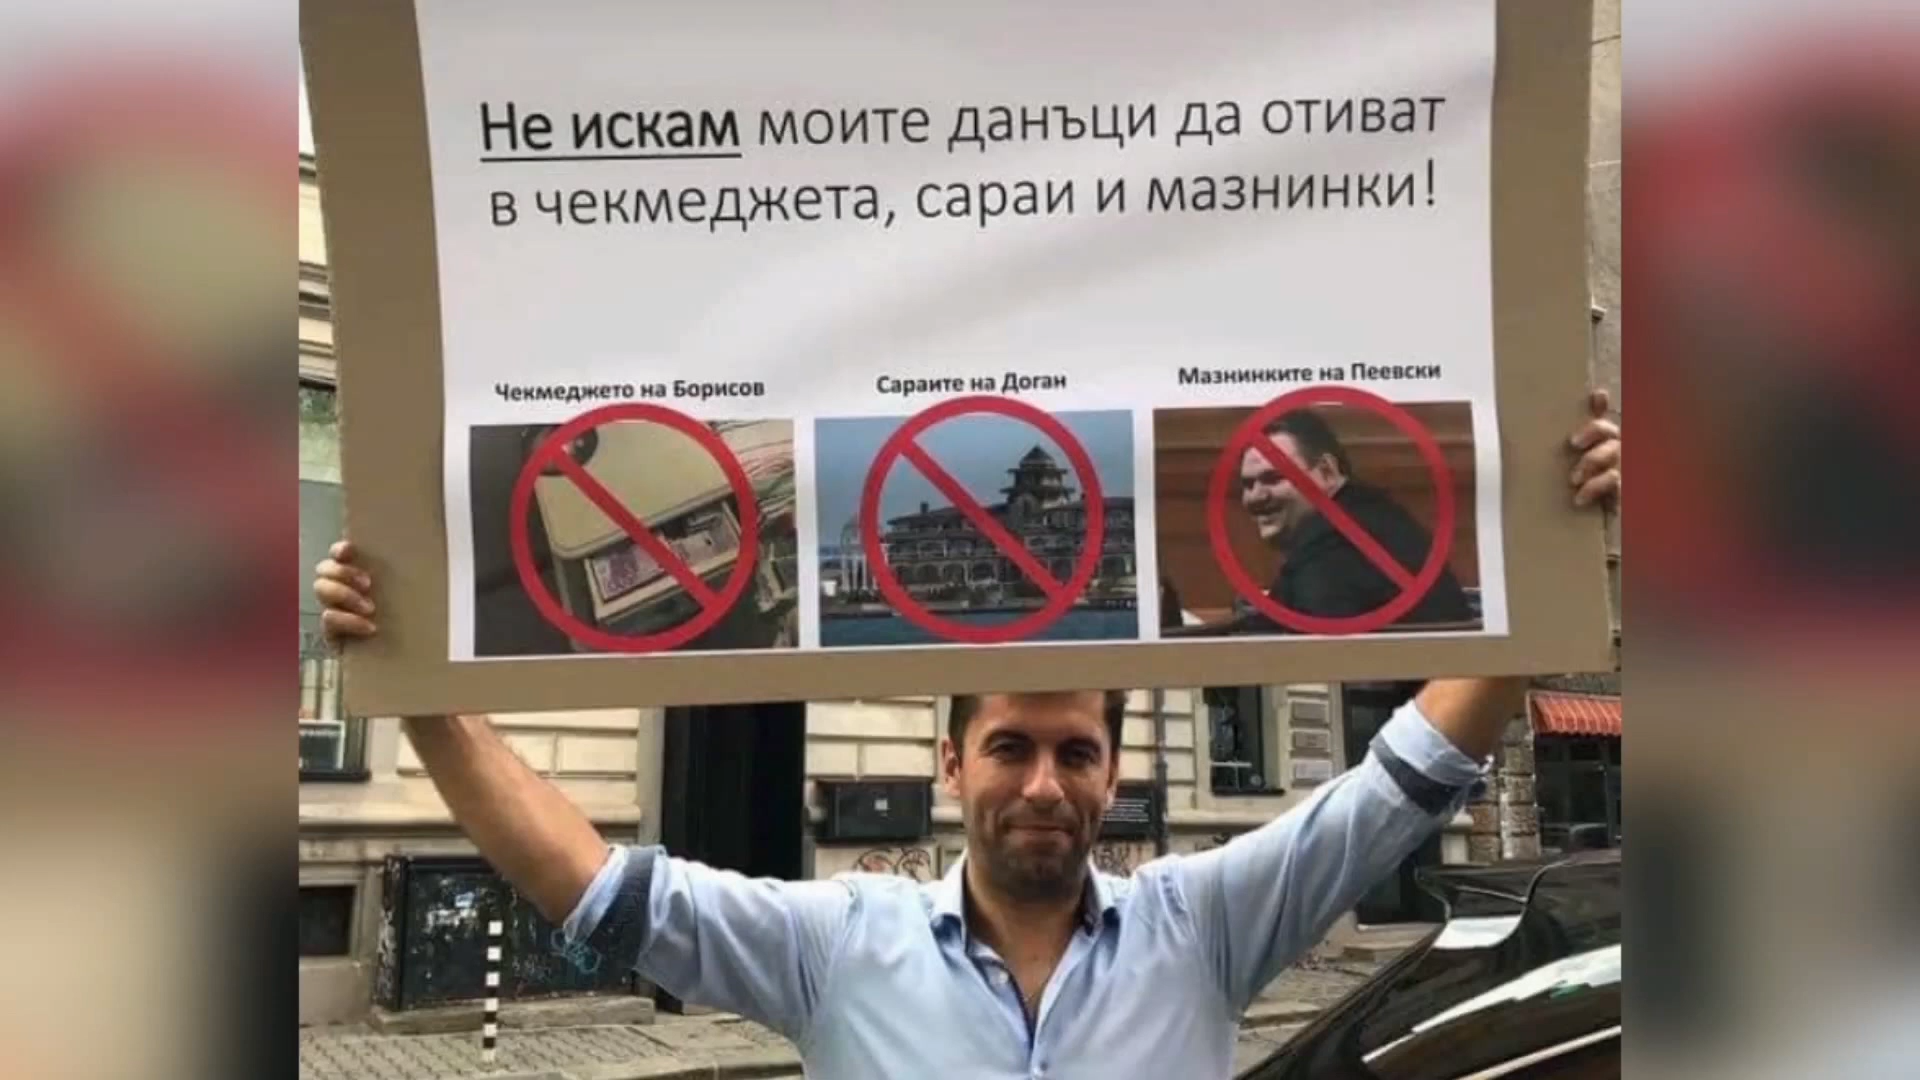 Не искам моите данъци да отиват
в чекмеджета, сараи и мазнинки!
Чекмеджето на Борисов
Сараите на Доган
Мазнинките на Пеевски